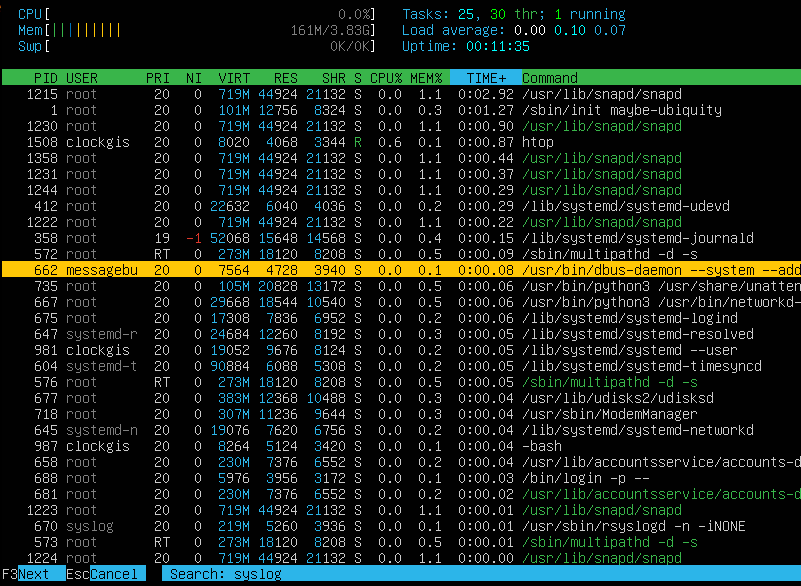 CPU[ 0.0%] Tasks: 25, 30 thr; 1 running
Mem[||||||||| 161M/3.83G] Load average: 0.00 0.10 0.07
Swp[ 0K/0K] Uptime: 00:11:35
PID USER PRI NI VIRT RES SHR S CPU% MEM% TIME+ Command
1215 root 20 0 719M 44924 21132 S 0.0 1.1 0:02.92 /usr/lib/snapd/snapd
1 root 20 0 101M 12756 8324 S 0.0 0.3 0:01.27 /sbin/init maybe-ubiquity
1230 root 20 0 719M 44924 21132 S 0.0 1.1 0:00.90 /usr/lib/snapd/snapd
1508 clockgis 20 0 8020 4068 3344 R 0.6 0.1 0:00.87 htop
1358 root 20 0 719M 44924 21132 S 0.0 1.1 0:00.44 /usr/lib/snapd/snapd
1231 root 20 0 719M 44924 21132 S 0.0 1.1 0:00.37 /usr/lib/snapd/snapd
1244 root 20 0 719M 44924 21132 S 0.0 1.1 0:00.29 /usr/lib/snapd/snapd
412 root 20 0 22632 6040 4036 S 0.0 0.2 0:00.29 /lib/systemd/systemd-udevd
1222 root 20 0 719M 44924 21132 S 0.0 1.1 0:00.22 /usr/lib/snapd/snapd
358 root 19 -1 52068 15648 14568 S 0.0 0.4 0:00.15 /lib/systemd/systemd-journald
572 root RT 0 273M 18120 8208 S 0.0 0.5 0:00.09 /sbin/multipathd -d -s
662 messagebu 20 0 7564 4728 3940 S 0.0 0.1 0:00.08 /usr/bin/dbus-daemon --system --add
735 root 20 0 105M 20828 13172 S 0.0 0.5 0:00.06 /usr/bin/python3 /usr/share/unatten
667 root 20 0 29668 18544 10540 S 0.0 0.5 0:00.06 /usr/bin/python3 /usr/bin/networkd-
675 root 20 0 17308 7836 6952 S 0.0 0.2 0:00.06 /lib/systemd/systemd-logind
647 systemd-r 20 0 24684 12260 8192 S 0.0 0.3 0:00.05 /lib/systemd/systemd-resolved
981 clockgis 20 0 19052 9676 8124 S 0.0 0.2 0:00.05 /lib/systemd/systemd --user
604 systemd-t 20 0 90884 6088 5308 S 0.0 0.2 0:00.05 /lib/systemd/systemd-timesyncd
576 root RT 0 273M 18120 8208 S 0.0 0.5 0:00.05 /sbin/multipathd -d -s
677 root 20 0 383M 12368 10488 S 0.0 0.3 0:00.04 /usr/lib/udisks2/udisksd
718 root 20 0 307M 11236 9644 S 0.0 0.3 0:00.04 /usr/sbin/ModemManager
645 systemd-n 20 0 19076 7620 6756 S 0.0 0.2 0:00.04 /lib/systemd/systemd-networkd
987 clockgis 20 0 8264 5124 3420 S 0.0 0.1 0:00.04 -bash
658 root 20 0 230M 7376 6552 S 0.0 0.2 0:00.04 /usr/lib/accountsservice/accounts-d
688 root 20 0 5976 3956 3172 S 0.0 0.1 0:00.03 /bin/login -p --
681 root 20 0 230M 7376 6552 S 0.0 0.2 0:00.02 /usr/lib/accountsservice/accounts-d
1223 root 20 0 719M 44924 21132 S 0.0 1.1 0:00.01 /usr/lib/snapd/snapd
670 syslog 20 0 219M 5260 3936 S 0.0 0.1 0:00.01 /usr/sbin/rsyslogd -n -iNONE
573 root RT 0 273M 18120 8208 S 0.0 0.5 0:00.01 /sbin/multipathd -d -s
1224 root 20 0 719M 44924 21132 S 0.0 1.1 0:00.00 /usr/lib/snapd/snapd
F3Next EscCancel Search: syslog